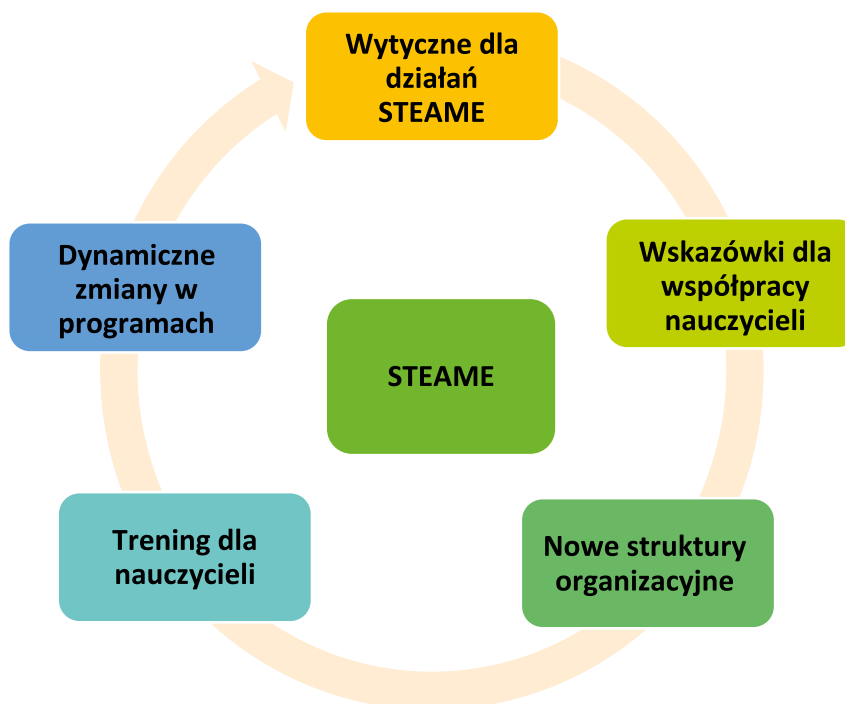 Wytyczne dla
działań
STEAME
Wskazówki dla
współpracy
nauczycieli
Nowe struktury
organizacyjne
Trening dla
nauczycieli
Dynamiczne
zmiany w
programach
STEAME